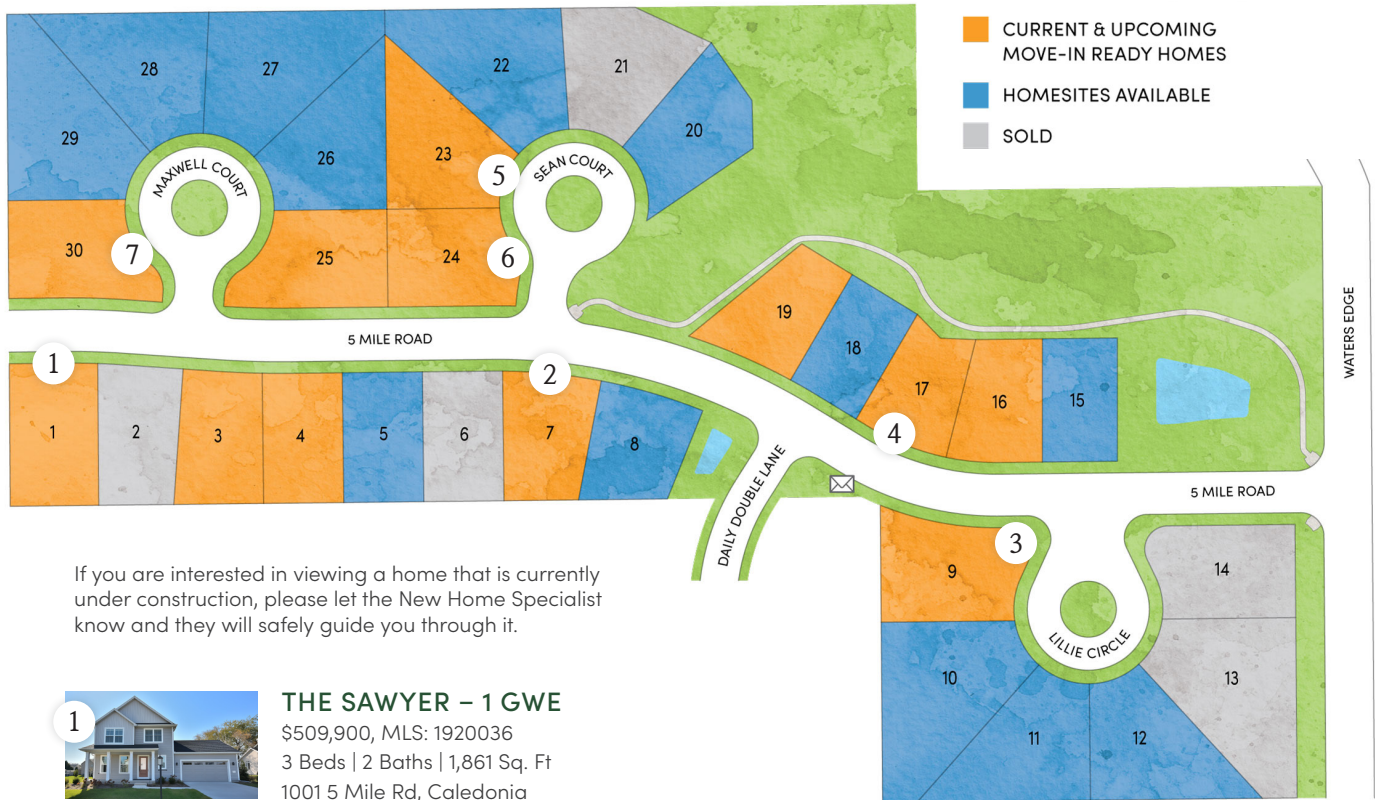 CURRENT & UPCOMING
MOVE-IN READY HOMES
HOMESITES AVAILABLE
SOLD
28
27
22
21
20
29
26
23
MAXWELL COURT
SEAN COURT
5
30
7
25
24
6
19
18
17
16
15
WATERS EDGE
5 MILE ROAD
1
2
4
1
2
3
4
5
6
7
8
DAILY DOUBLE LANE
5 MILE ROAD
3
9
14
LILLIE CIRCLE
10
13
11
12
If you are interested in viewing a home that is currently
under construction, please let the New Home Specialist
know and they will safely guide you through it.
1
THE SAWYER – 1 GWE
$509,900, MLS: 1920036
3 Beds | 2 Baths | 1,861 Sq. Ft
1001 5 Mile Rd, Caledonia